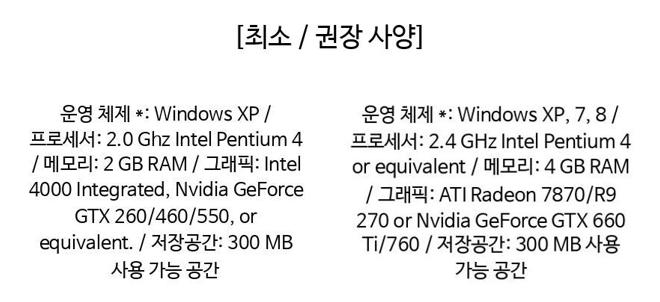 [최소 / 권장 사양]
운영 체제 *: Windows XP /
프로세서: 2.0 Ghz Intel Pentium 4
/ 메모리: 2 GB RAM / 그래픽: Intel
4000 Integrated, Nvidia GeForce
GTX 260/460/550, or
equivalent. / 저장공간: 300 MB
사용 가능 공간
운영 체제 *: Windows XP, 7, 8 /
프로세서: 2.4 GHz Intel Pentium 4
or equivalent / 메모리: 4 GB RAM
/ 그래픽: ATI Radeon 7870/R9
270 or Nvidia GeForce GTX 660
Ti/760 / 저장공간: 300 MB 사용
가능 공간